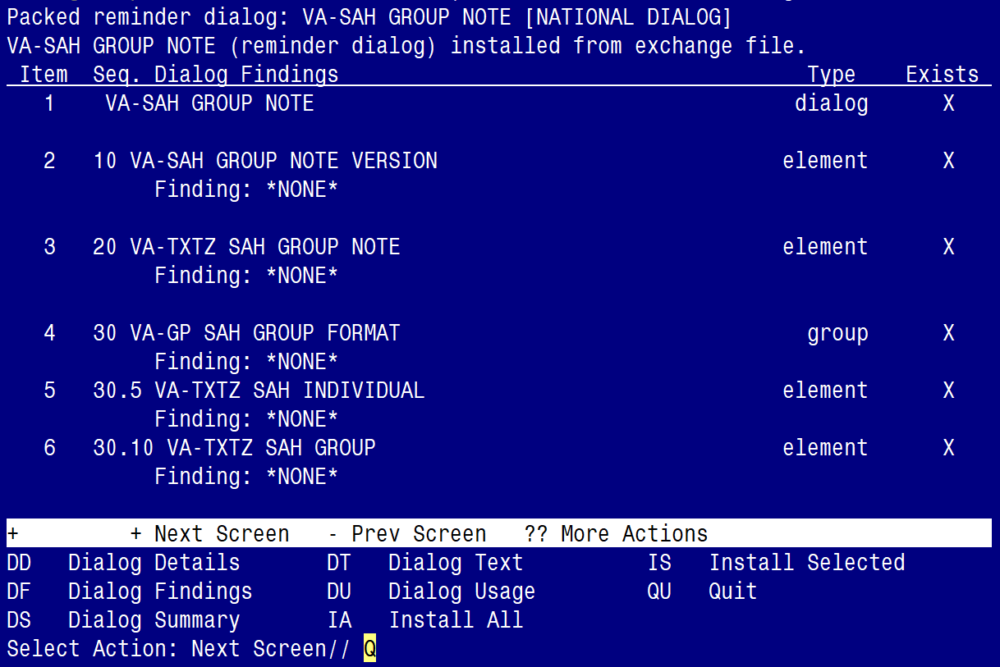 Packed reminder dialog: VA-SAH GROUP NOTE [NATIONAL DIALOG]
VA-SAH GROUP NOTE (reminder dialog) installed from exchange file.
Item Seq. Dialog Findings Type Exists
1 VA-SAH GROUP NOTE dialog X
2 10 VA-SAH GROUP NOTE VERSION element X
Finding: *NONE*
3 20 VA-TXTZ SAH GROUP NOTE element X
Finding: *NONE*
4 30 VA-GP SAH GROUP FORMAT group X
Finding: *NONE*
5 30.5 VA-TXTZ SAH INDIVIDUAL element X
Finding: *NONE*
6 30.10 VA-TXTZ SAH GROUP element X
Finding: *NONE*
+ + Next Screen - Prev Screen ?? More Actions
DD Dialog Details DT Dialog Text IS Install Selected
DF Dialog Findings DU Dialog Usage QU Quit
DS Dialog Summary IA Install All
Select Action: Next Screen// Q